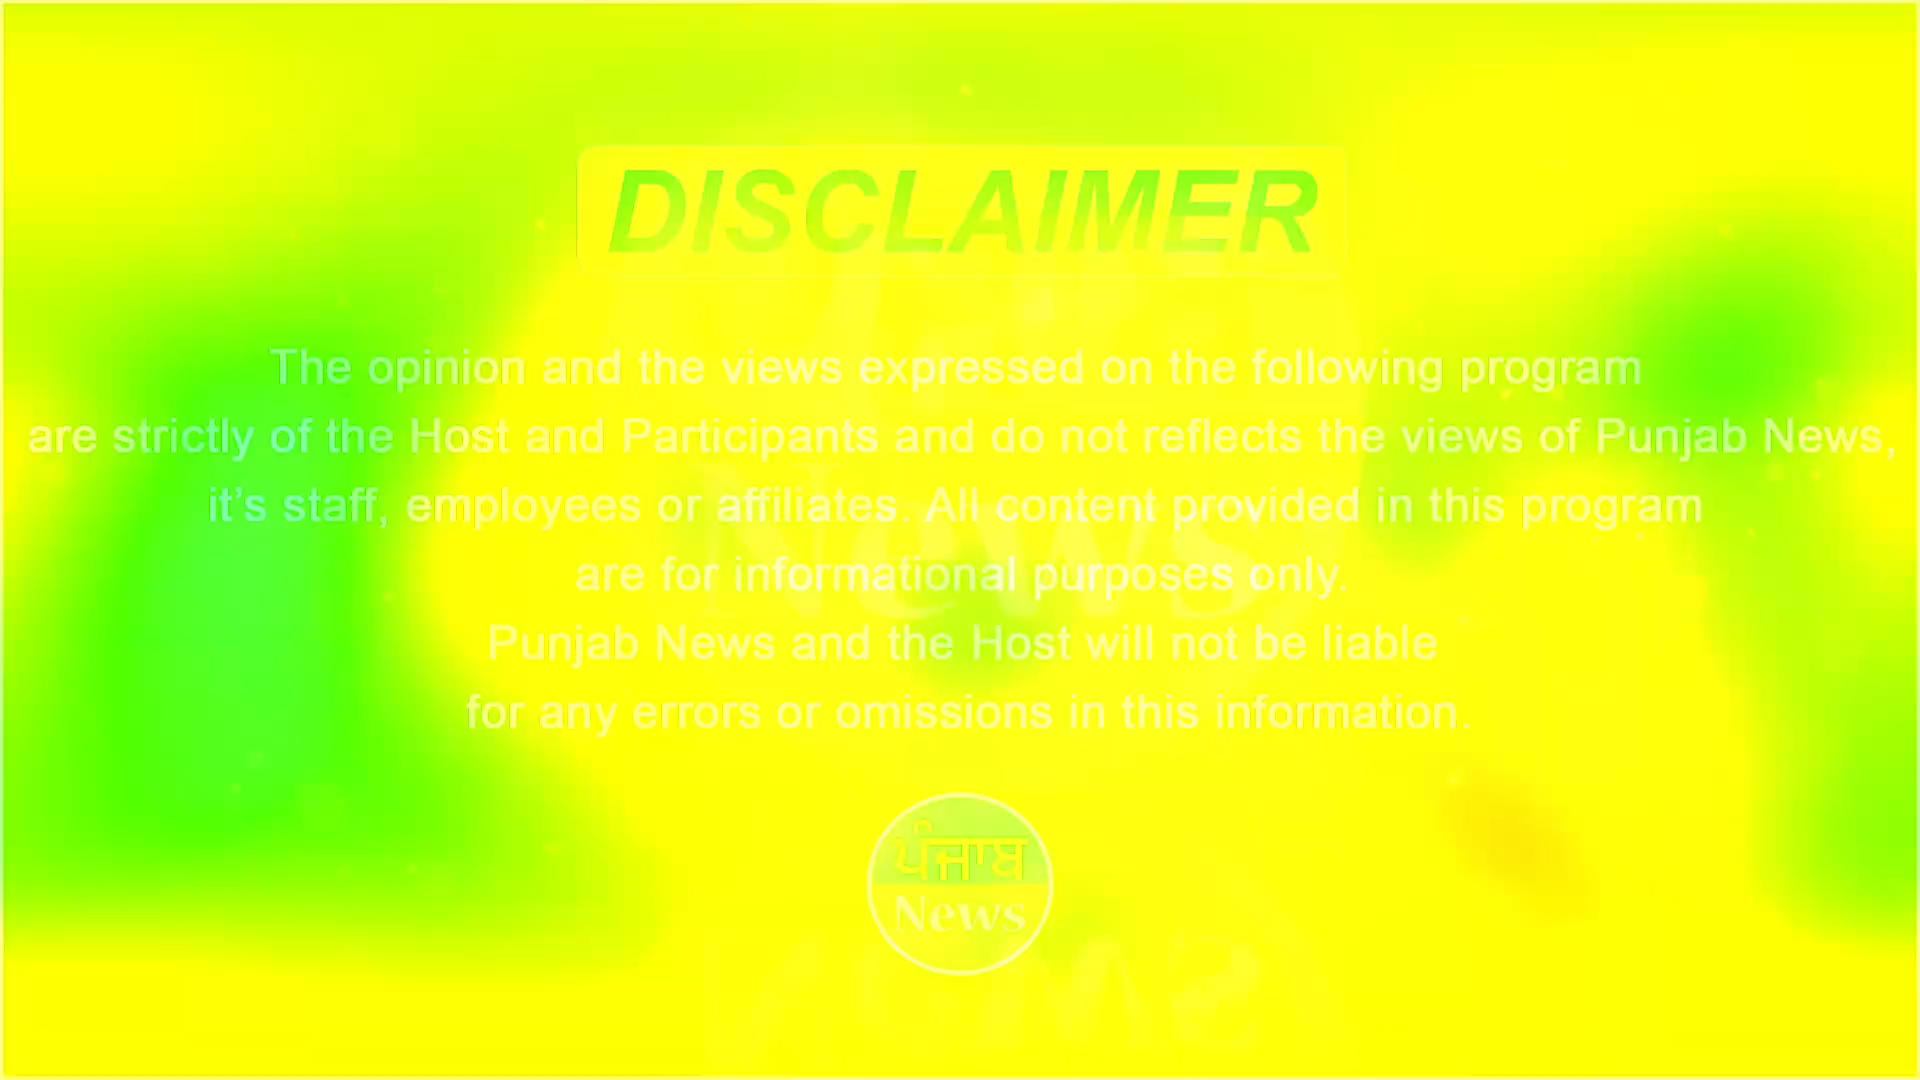 DISCLAIMER
The opinion and the views expressed on the following program
are strictly of the Host and Participants and do not reflects the views of Punjab News,
it’s staff, employees or affiliates. All content provided in this program
are for informational purposes only.
Punjab News and the Host will not be liable
for any errors or omissions in this information.
ਪੰਜਾਬ
News
News